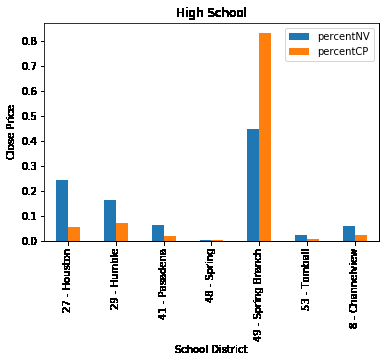 High School
percentNV
percentCP
Close Price
0.8
0.7
0.6
0.5
0.4
0.3
0.2
0.1
0.0
27 - Houston
29 - Humble
41 - Pasadena
48 - Spring
49 - Spring Branch
53 - Tomball
8 - Channelview
School District